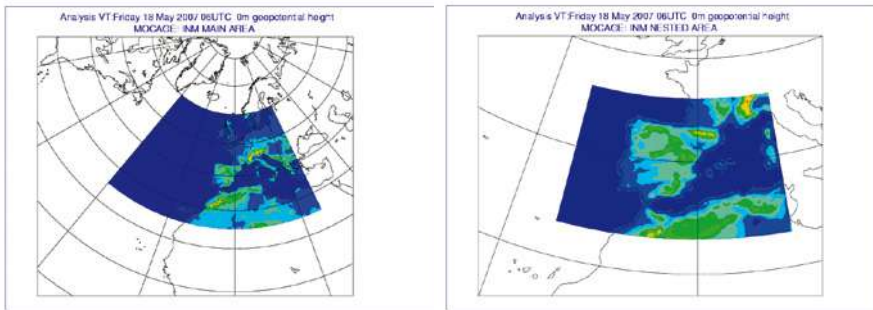 Analysis VT:Friday 18 May 2007 06UTC 0m geopotential height
MOCAGE: INM MAIN AREA
Analysis VT:Friday 18 May 2007 06UTC 0m geopotential height
MOCAGE: INM NESTED AREA